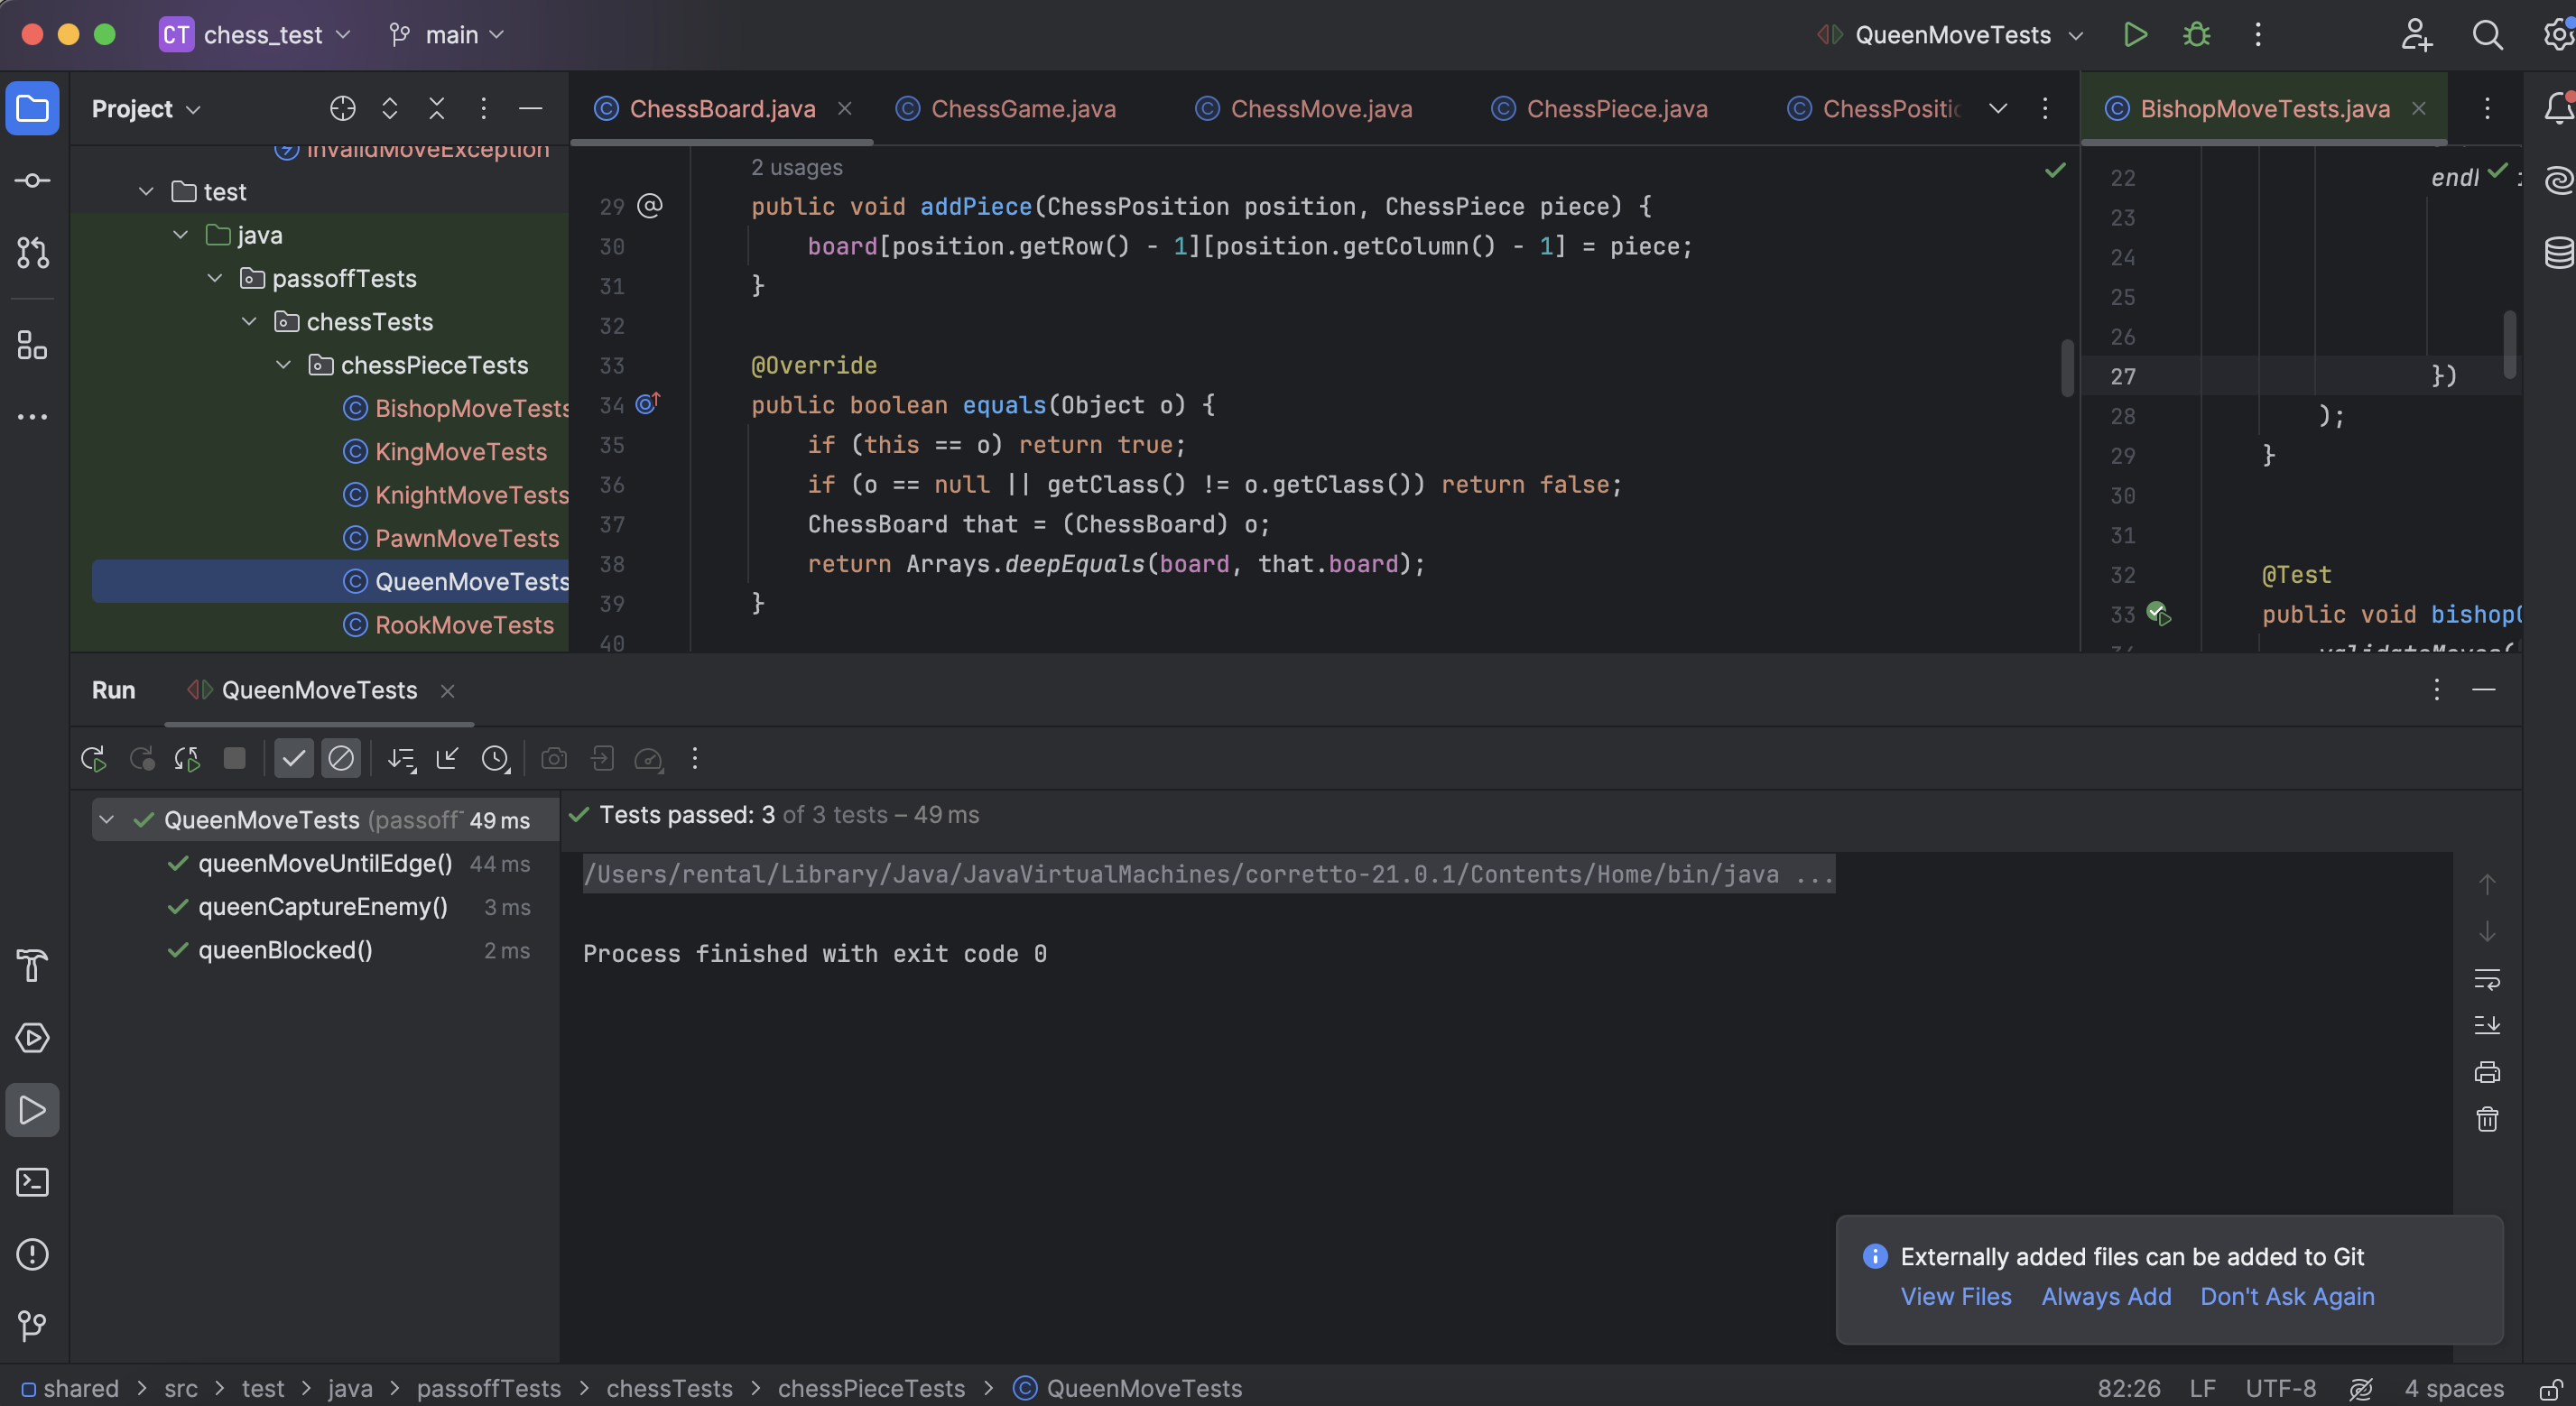 CT chess_test main QueenMoveTests
Project
InvalidMoveException
test
java
passoffTests
chessTests
chessPieceTests
BishopMoveTests
KingMoveTests
KnightMoveTests
PawnMoveTests
QueenMoveTests
RookMoveTests
ChessBoard.java ChessGame.java ChessMove.java ChessPiece.java ChessPositic
2 usages
29 @ public void addPiece(ChessPosition position, ChessPiece piece) {
30 board[position.getRow() - 1][position.getColumn() - 1] = piece;
31 }
32
33 @Override
34 public boolean equals(Object o) {
35 if (this == o) return true;
36 if (o == null || getClass() != o.getClass()) return false;
37 ChessBoard that = (ChessBoard) o;
38 return Arrays.deepEquals(board, that.board);
39 }
40
BishopMoveTests.java
22 endl
23
24
25
26
27 })
28 );
29 }
30
31
32 @Test
33 public void bishop
validateMoves(
Run QueenMoveTests
QueenMoveTests (passoff 49 ms
queenMoveUntilEdge() 44 ms
queenCaptureEnemy() 3 ms
queenBlocked() 2 ms
Tests passed: 3 of 3 tests – 49 ms
/Users/rental/Library/Java/JavaVirtualMachines/corretto-21.0.1/Contents/Home/bin/java ...
Process finished with exit code 0
Externally added files can be added to Git
View Files Always Add Don't Ask Again
shared > src > test > java > passoffTests > chessTests > chessPieceTests > QueenMoveTests
82:26 LF UTF-8 4 spaces